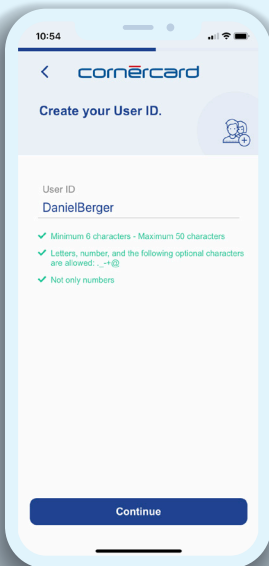 10:54
cornèrcard
Create your User ID.
User ID
DanielBerger
Minimum 6 characters - Maximum 50 characters
Letters, number, and the following optional characters
are allowed: ._-+@
Not only numbers
Continue